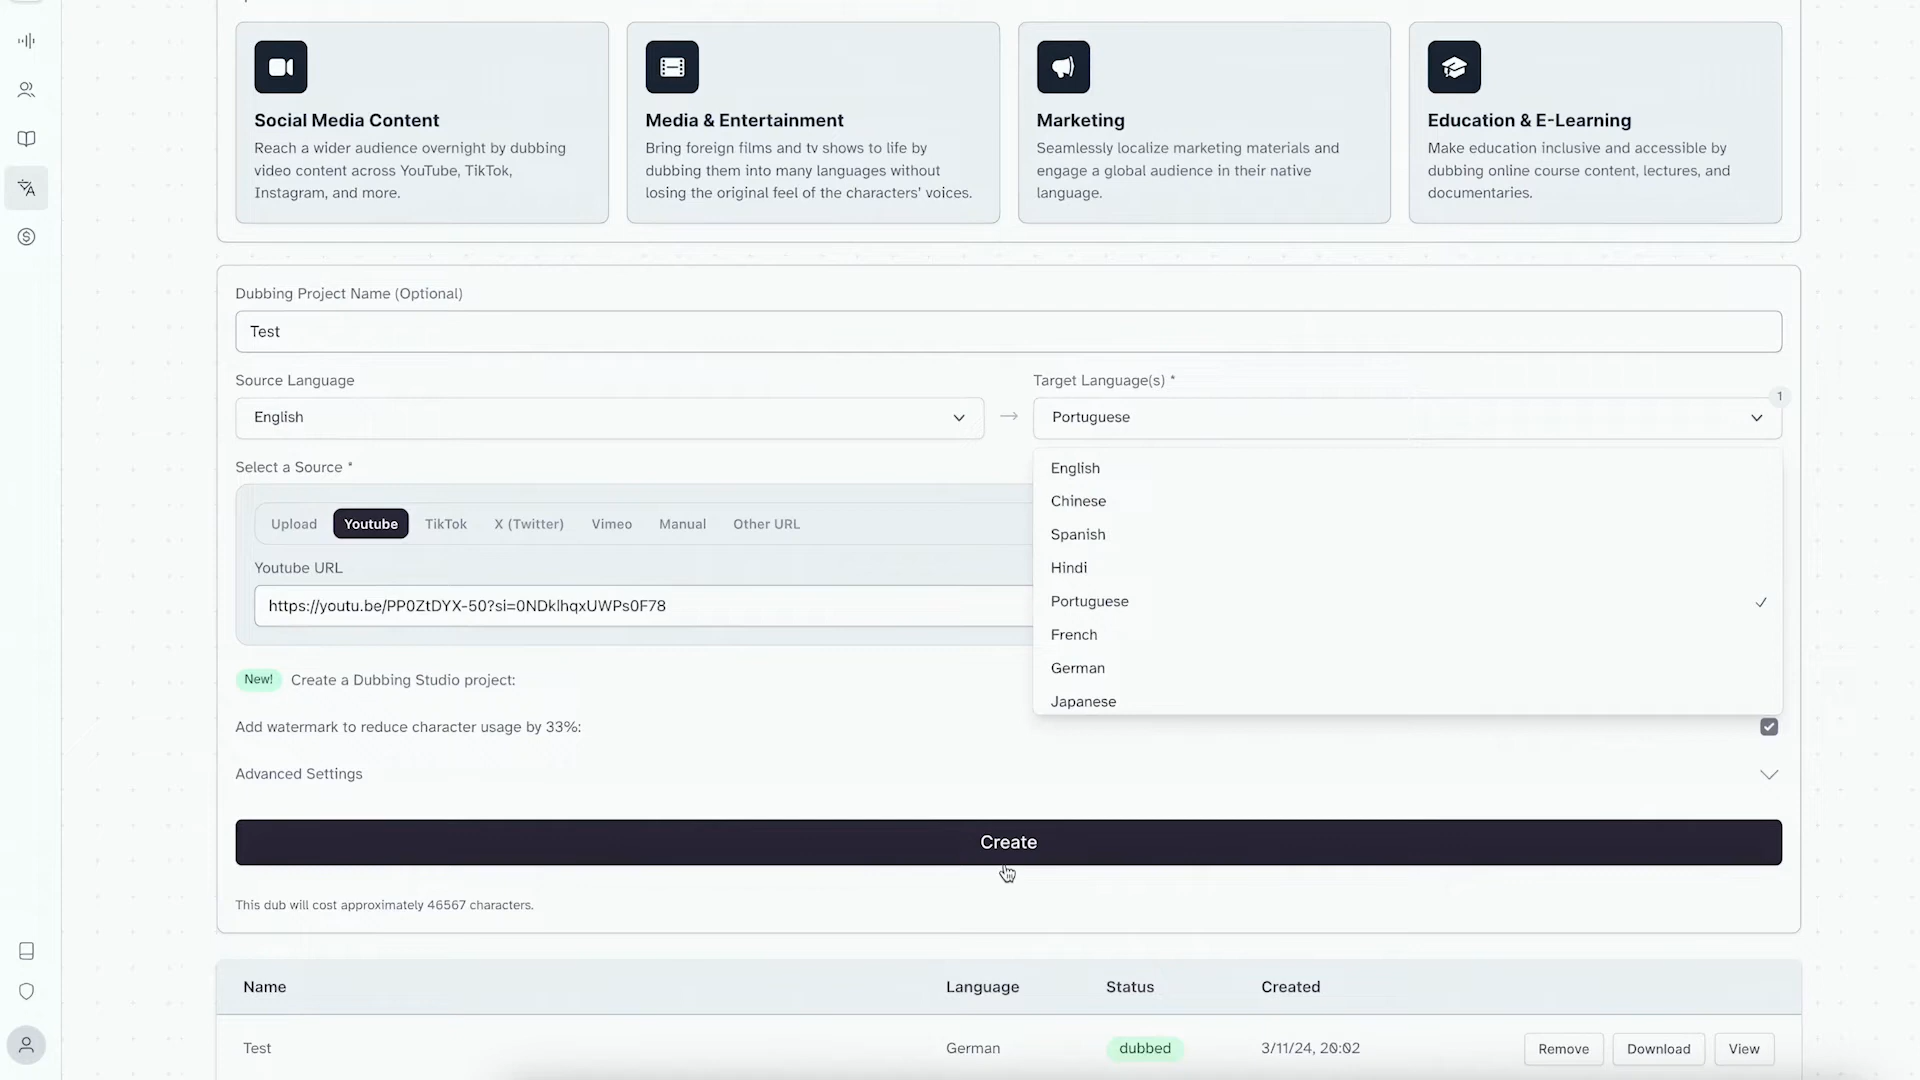 Social Media Content
Reach a wider audience overnight by dubbing
video content across YouTube, TikTok,
Instagram, and more.
Media & Entertainment
Bring foreign films and tv shows to life by
dubbing them into many languages without
losing the original feel of the characters' voices.
Marketing
Seamlessly localize marketing materials and
engage a global audience in their native
language.
Education & E-Learning
Make education inclusive and accessible by
dubbing online course content, lectures, and
documentaries.
Dubbing Project Name (Optional)
Test
Source Language
English
Target Language(s) *
1
Portuguese
English
Chinese
Spanish
Hindi
Portuguese
French
German
Japanese
Select a Source *
Upload Youtube TikTok X (Twitter) Vimeo Manual Other URL
Youtube URL
https://youtu.be/PP0ZtDYX-50?si=0NDklhqxUWPs0F78
New! Create a Dubbing Studio project:
Add watermark to reduce character usage by 33%:
Advanced Settings
Create
This dub will cost approximately 46567 characters.
Name Language Status Created
Test German dubbed 3/11/24, 20:02 Remove Download View